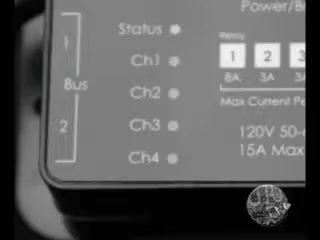 Power/B
Status
Relay
1
Ch1
1 2 3
8A 3A 3
Bus
Ch2
Max Current Pe
2
Ch3
120V 50-
15A Max
Ch4